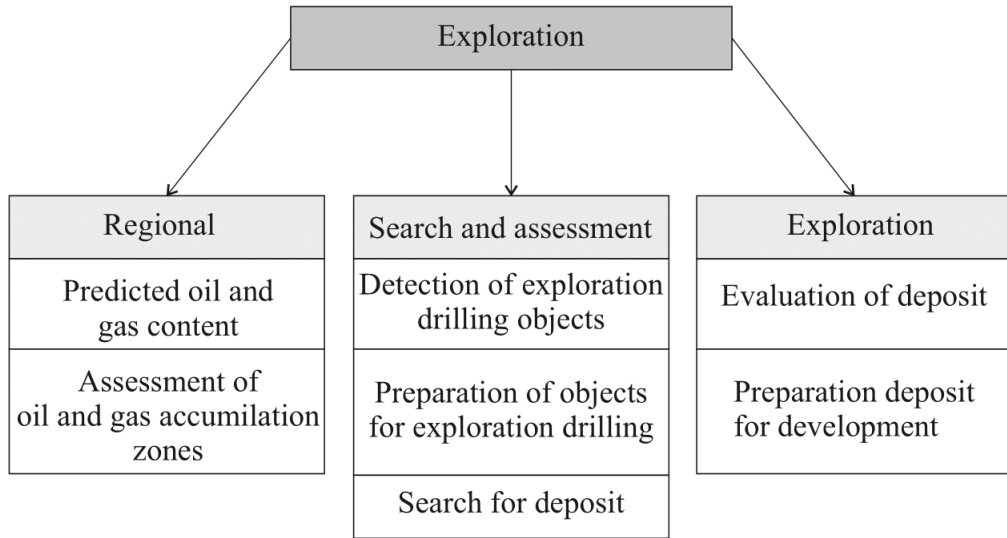 Exploration
Regional
Predicted oil and
gas content
Assessment of
oil and gas accumilation
zones
Search and assessment
Detection of exploration
drilling objects
Preparation of objects
for exploration drilling
Search for deposit
Exploration
Evaluation of deposit
Preparation deposit
for development